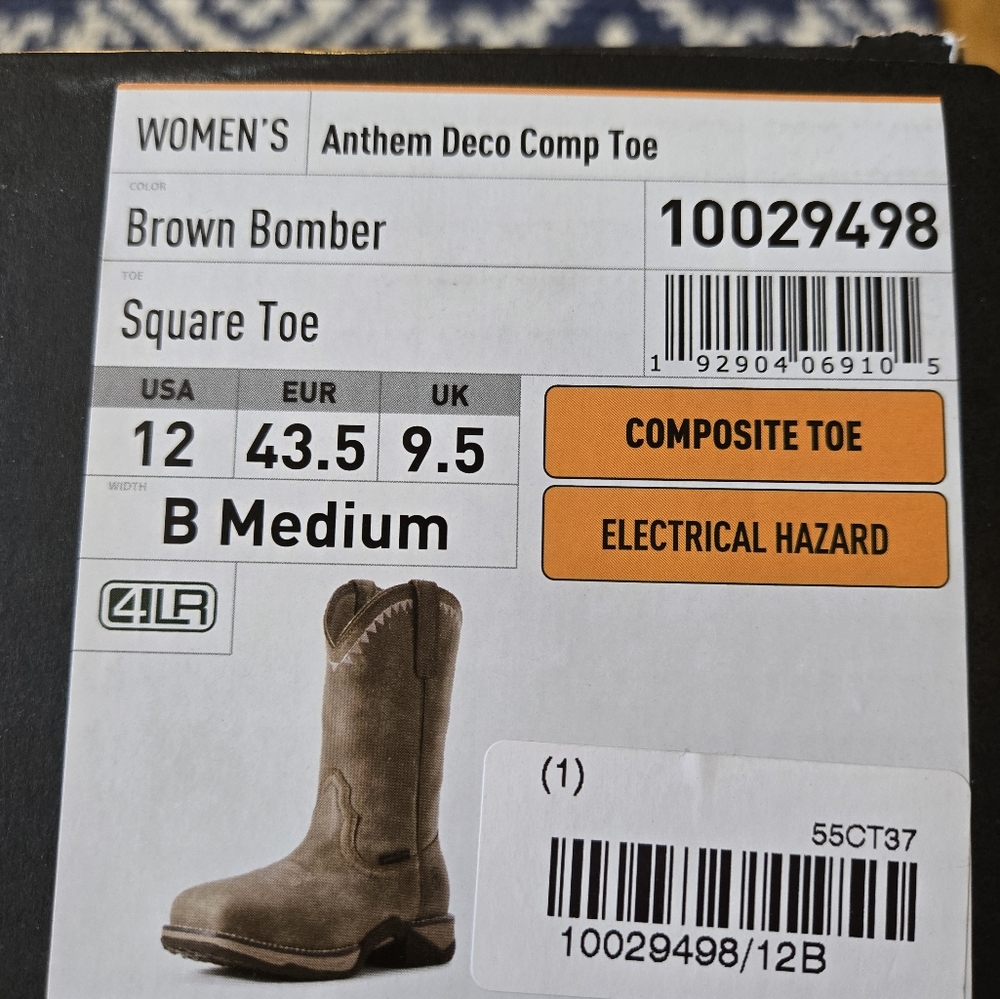 WOMEN'S Anthem Deco Comp Toe
COLOR
Brown Bomber
10029498
TOE
Square Toe
1 92904 06910 5
USA EUR UK
12 43.5 9.5
COMPOSITE TOE
WIDTH
B Medium
ELECTRICAL HAZARD
4LR
(1)
55CT37
10029498/12B